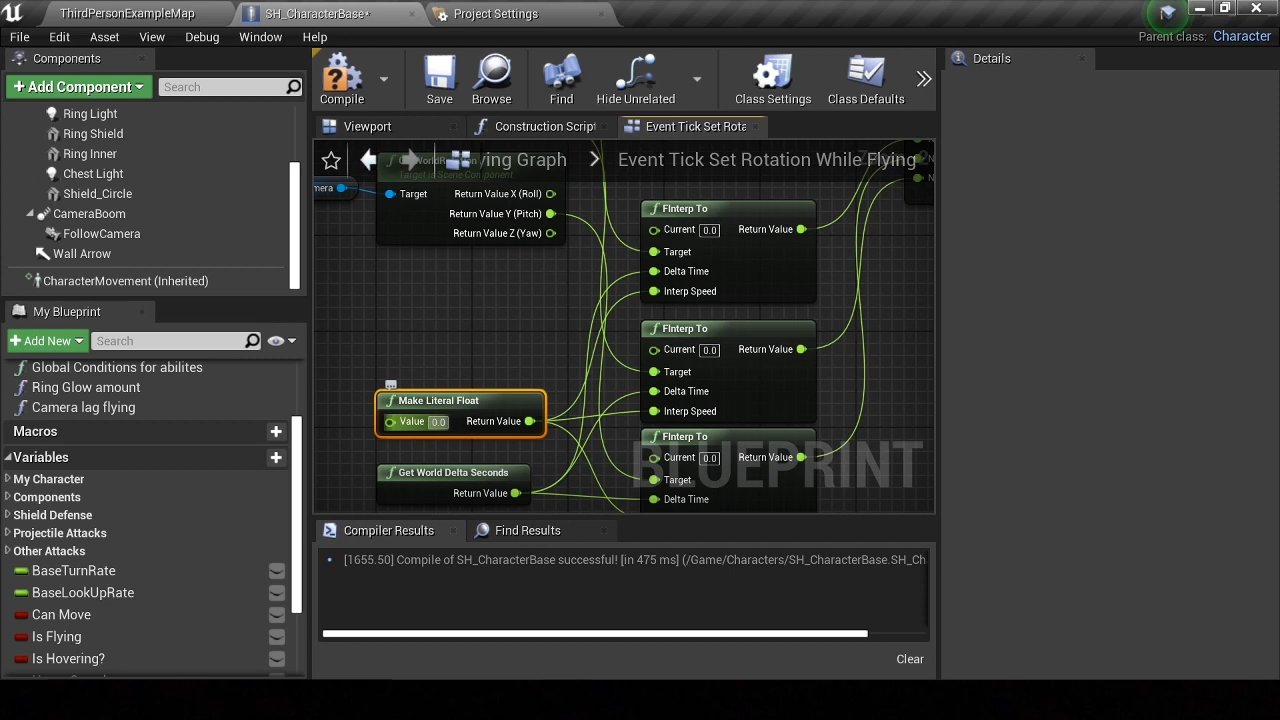 ThirdPersonExampleMap
SH_CharacterBase*
Project Settings
File Edit Asset View Debug Window Help
Parent class: Character
Components
+ Add Component
Search
Ring Light
Ring Shield
Ring Inner
Chest Light
Shield_Circle
CameraBoom
FollowCamera
Wall Arrow
CharacterMovement (Inherited)
My Blueprint
+ Add New
Search
Global Conditions for abilites
Ring Glow amount
Camera lag flying
Macros
Variables
My Character
Components
Shield Defense
Projectile Attacks
Other Attacks
BaseTurnRate
BaseLookUpRate
Can Move
Is Flying
Is Hovering?
Compile
Save
Browse
Find
Hide Unrelated
Class Settings
Class Defaults
Viewport
Construction Script
Event Tick Set Rota
ying Graph > Event Tick Set Rotation While Flying
Target is Scene Component
mera
Target
Return Value X (Roll)
Return Value Y (Pitch)
Return Value Z (Yaw)
FInterp To
Current 0.0 Return Value
Target
Delta Time
Interp Speed
FInterp To
Current 0.0 Return Value
Target
Delta Time
Interp Speed
Make Literal Float
Value 0.0 Return Value
Get World Delta Seconds
Return Value
FInterp To
Current 0.0 Return Value
Target
Delta Time
BLUEPRINT
Compiler Results
Find Results
[1655.50] Compile of SH_CharacterBase successful! [in 475 ms] (/Game/Characters/SH_CharacterBase.SH_Ch
Clear
Details